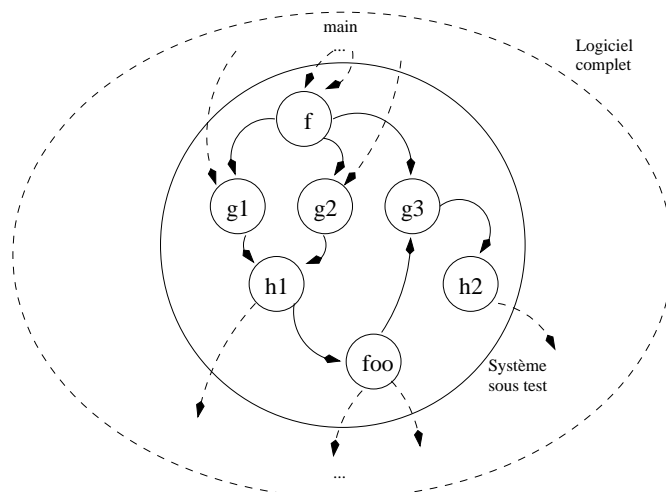 main
...
Logiciel
complet
f
g1
g2
g3
h1
h2
foo
Système
sous test
...